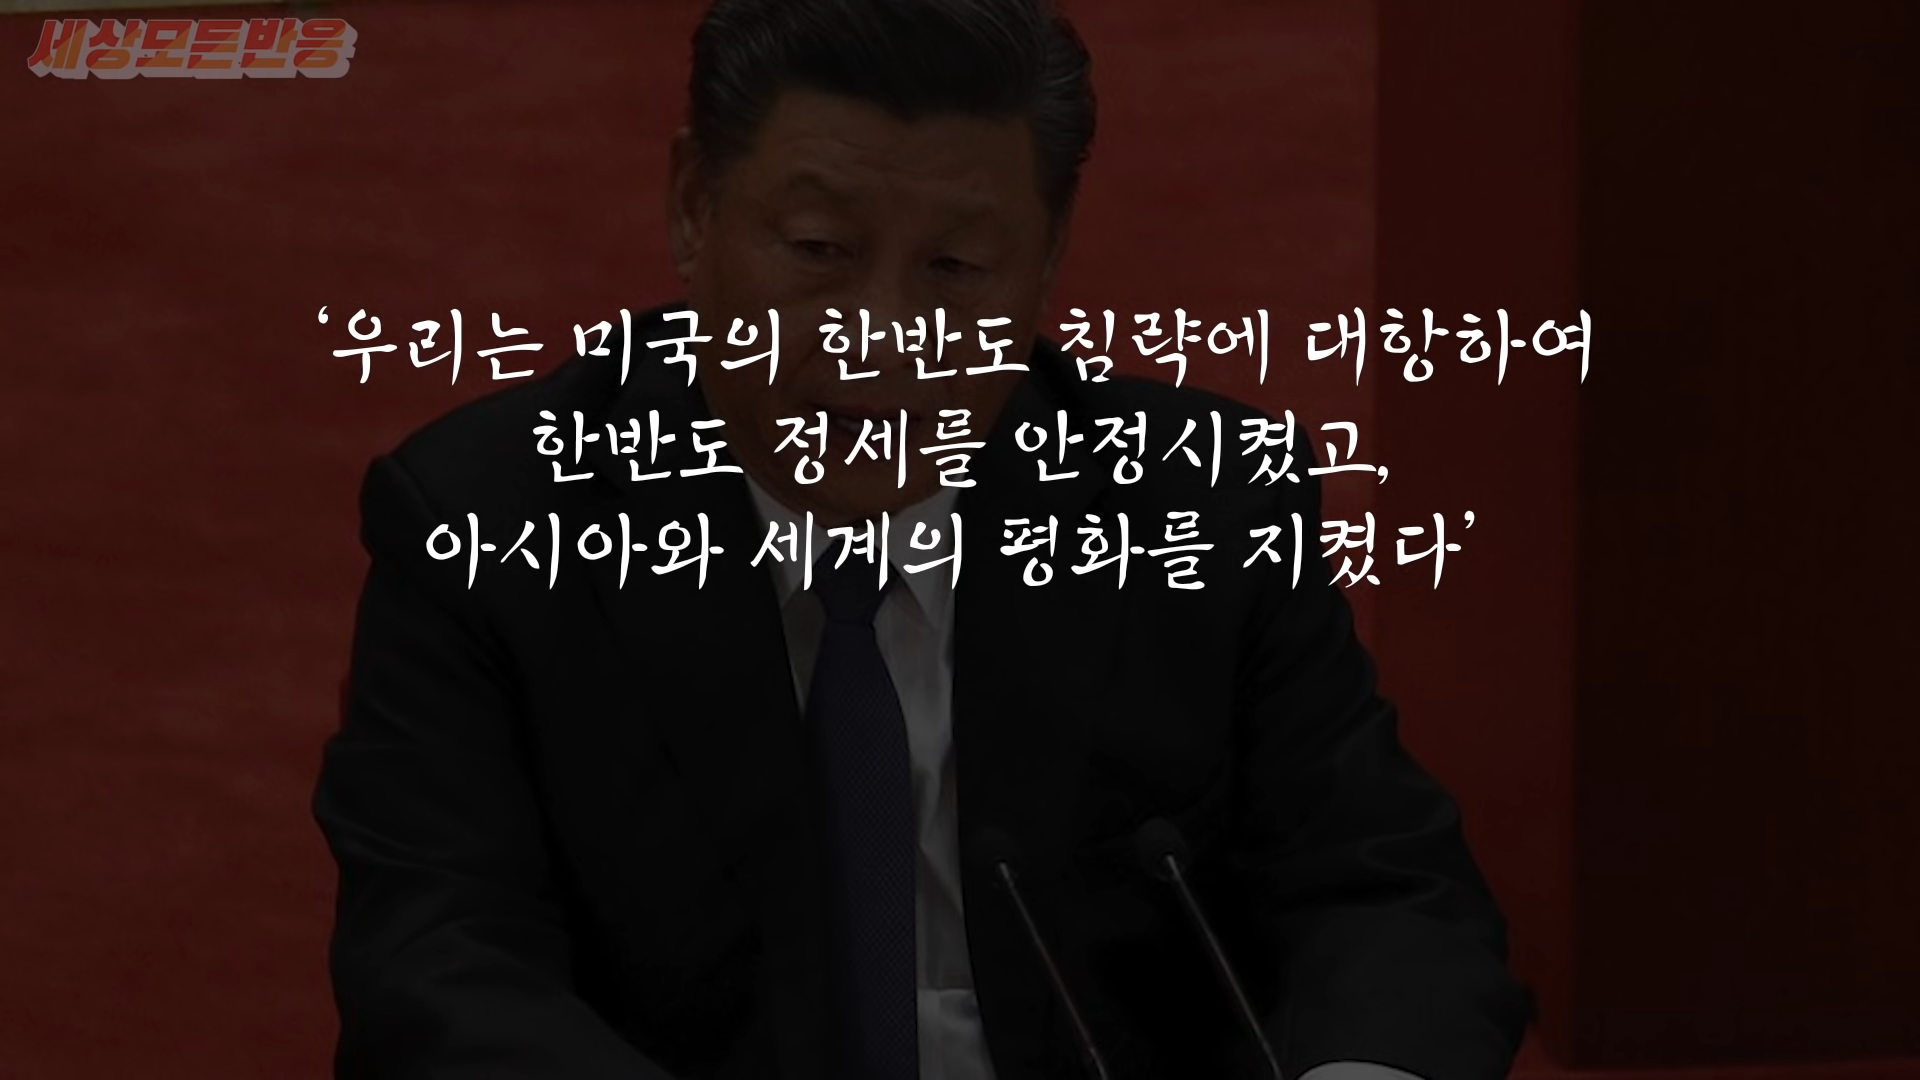 세상모든반응
‘우리는 미국의 한반도 침략에 대항하여
한반도 정세를 안정시켰고,
아시아와 세계의 평화를 지켰다’